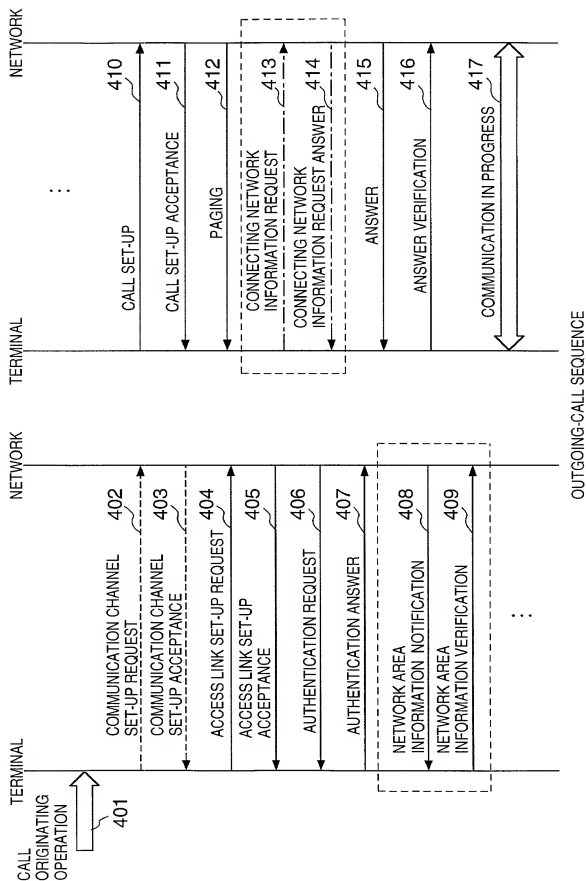 CALL
ORIGINATING
OPERATION
401
TERMINAL
NETWORK
COMMUNICATION CHANNEL
SET-UP REQUEST
402
COMMUNICATION CHANNEL
SET-UP ACCEPTANCE
403
ACCESS LINK SET-UP REQUEST
404
ACCESS LINK SET-UP
ACCEPTANCE
405
AUTHENTICATION REQUEST
406
AUTHENTICATION ANSWER
407
NETWORK AREA
INFORMATION NOTIFICATION
408
NETWORK AREA
INFORMATION VERIFICATION
409
...
TERMINAL
NETWORK
...
CALL SET-UP
410
CALL SET-UP ACCEPTANCE
411
PAGING
412
CONNECTING NETWORK
INFORMATION REQUEST
413
CONNECTING NETWORK
INFORMATION REQUEST ANSWER
414
ANSWER
415
ANSWER VERIFICATION
416
COMMUNICATION IN PROGRESS
417
OUTGOING-CALL SEQUENCE